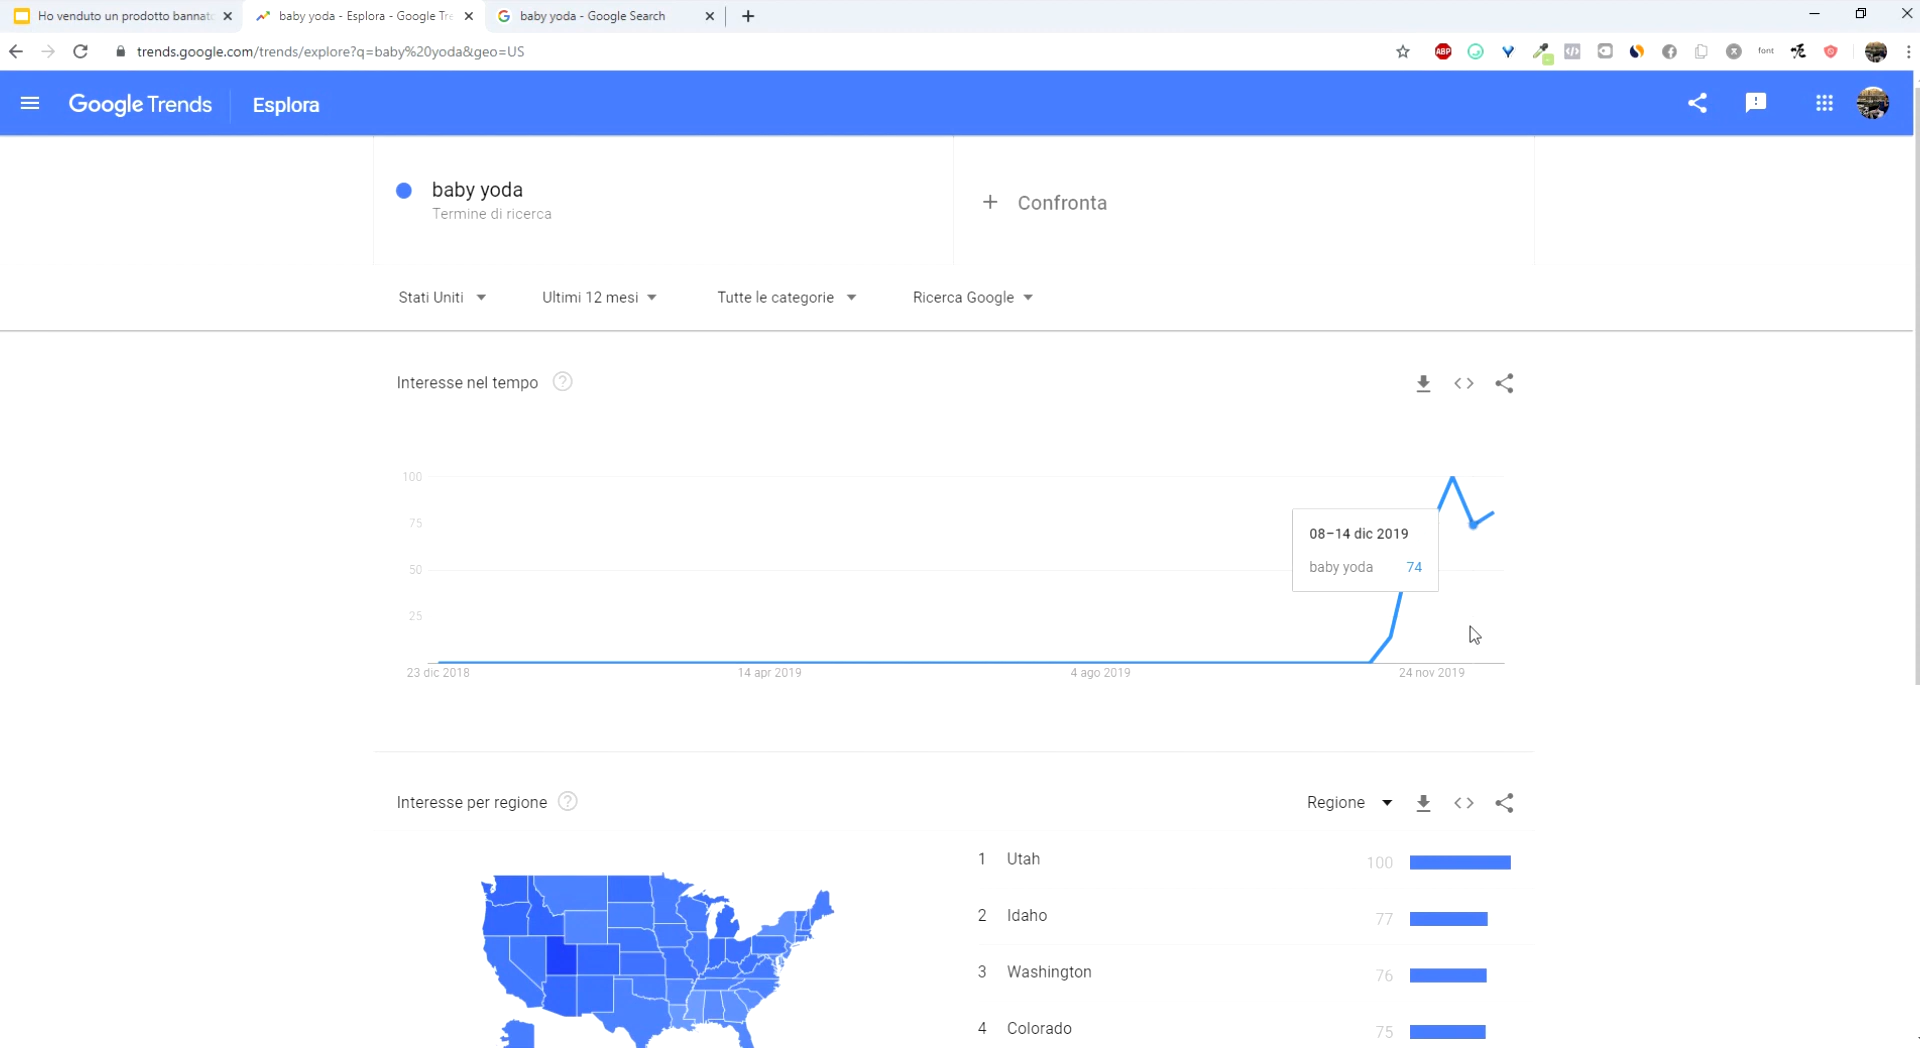 Ho venduto un prodotto bannat
baby yoda - Esplora - Google Tre
baby yoda - Google Search
trends.google.com/trends/explore?q=baby%20yoda&geo=US
ABP
font
Google Trends
Esplora
baby yoda
Termine di ricerca
+ Confronta
Stati Uniti
Ultimi 12 mesi
Tutte le categorie
Ricerca Google
Interesse nel tempo
100
75
50
25
08–14 dic 2019
baby yoda 74
23 dic 2018
14 apr 2019
4 ago 2019
24 nov 2019
Interesse per regione
Regione
1 Utah 100
2 Idaho 77
3 Washington 76
4 Colorado 75